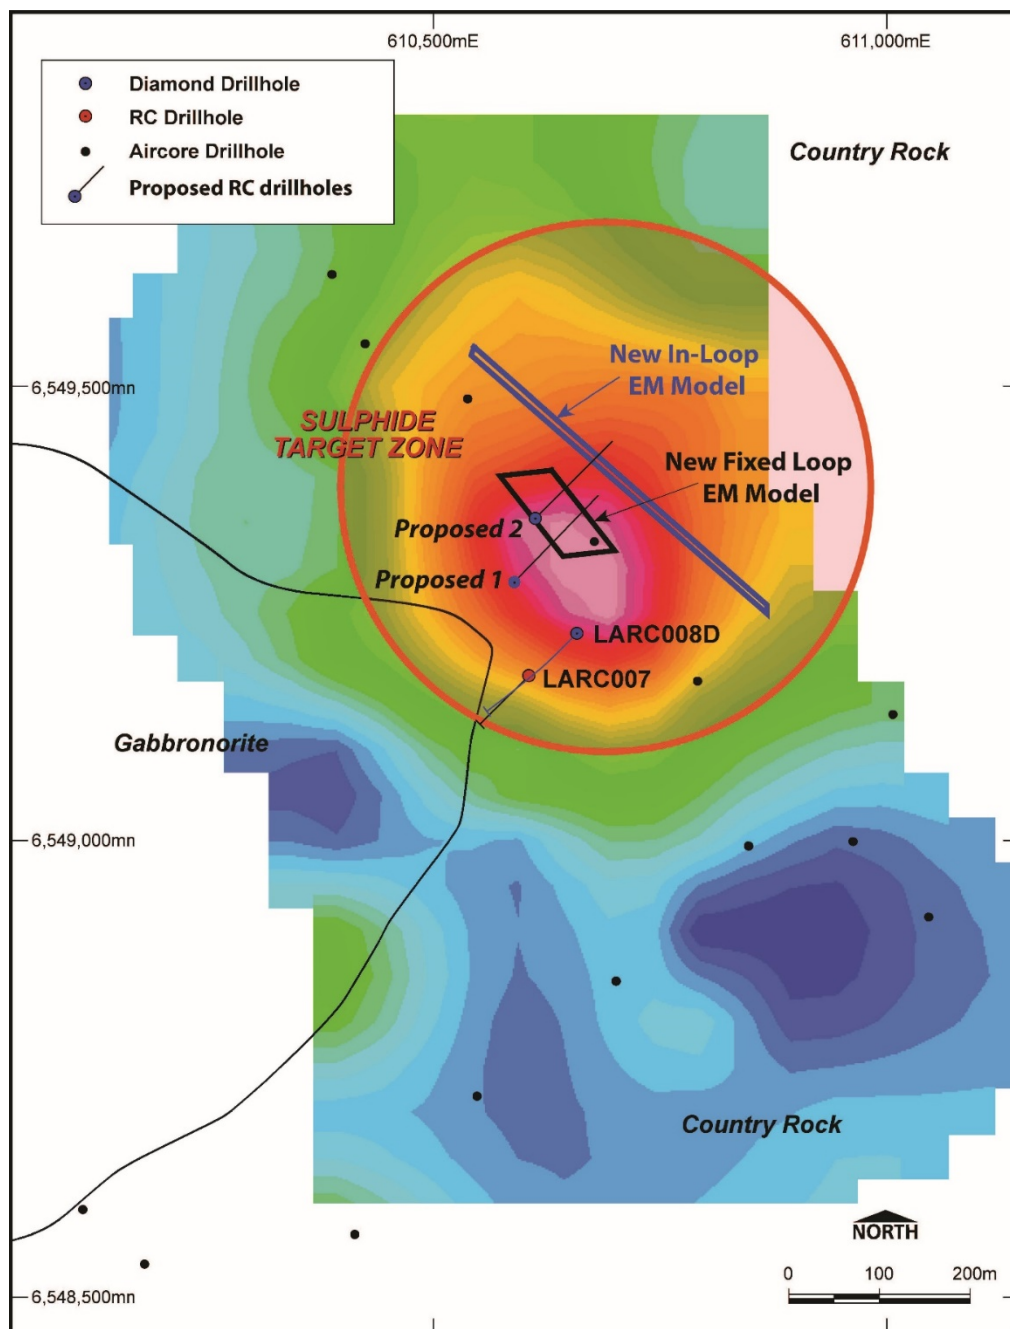 610,500mE
611,000mE
Diamond Drillhole
RC Drillhole
Aircore Drillhole
Proposed RC drillholes
Country Rock
New In-Loop
EM Model
6,549,500mn
SULPHIDE
TARGET ZONE
New Fixed Loop
EM Model
Proposed 2
Proposed 1
LARC008D
LARC007
Gabbronorite
6,549,000mn
Country Rock
NORTH
0 100 200m
6,548,500mn